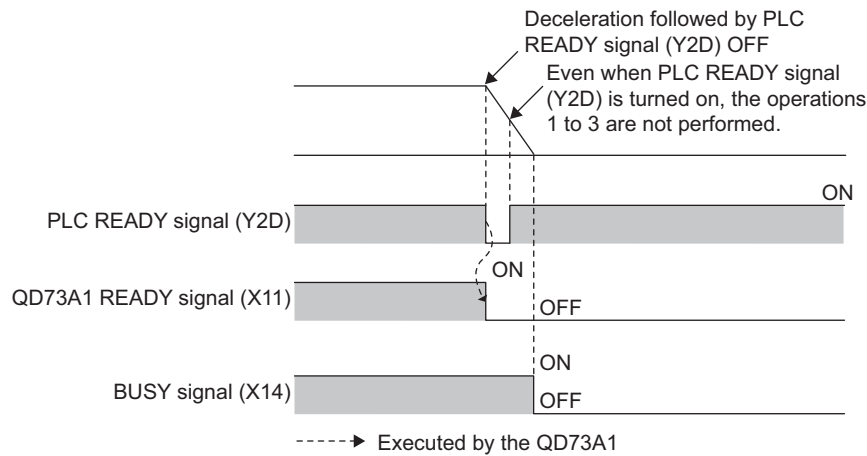 Deceleration followed by PLC
READY signal (Y2D) OFF
Even when PLC READY signal
(Y2D) is turned on, the operations
1 to 3 are not performed.
ON
PLC READY signal (Y2D)
ON
QD73A1 READY signal (X11)
OFF
ON
BUSY signal (X14)
OFF
Executed by the QD73A1